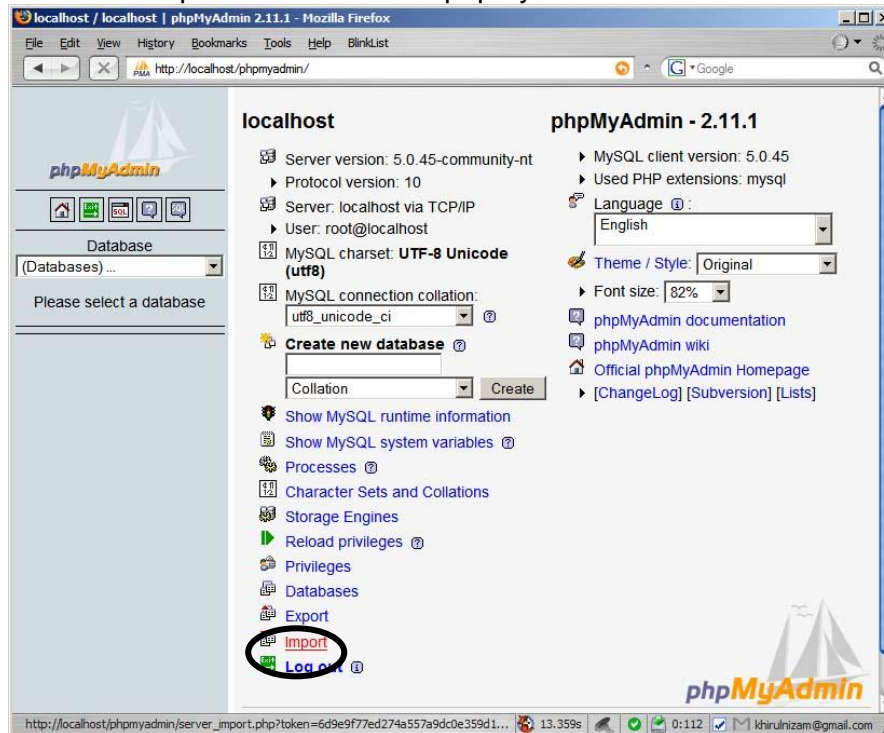 localhost / localhost | phpMyAdmin 2.11.1 - Mozilla Firefox
File Edit View History Bookmarks Tools Help BlinkList
PMA http://localhost/phpmyadmin/
G Google
phpMyAdmin
Database
(Databases) ...
Please select a database
localhost
Server version: 5.0.45-community-nt
Protocol version: 10
Server: localhost via TCP/IP
User: root@localhost
MySQL charset: UTF-8 Unicode
(utf8)
MySQL connection collation:
utf8_unicode_ci
Create new database
Collation Create
Show MySQL runtime information
Show MySQL system variables
Processes
Character Sets and Collations
Storage Engines
Reload privileges
Privileges
Databases
Export
Import
Log out
phpMyAdmin - 2.11.1
MySQL client version: 5.0.45
Used PHP extensions: mysql
Language :
English
Theme / Style: Original
Font size: 82%
phpMyAdmin documentation
phpMyAdmin wiki
Official phpMyAdmin Homepage
[ChangeLog] [Subversion] [Lists]
phpMyAdmin
http://localhost/phpmyadmin/server_import.php?token=6d9e9f77ed274a557a9dc0e359d1... 13.359s 0:112 khirulnizam@gmail.com